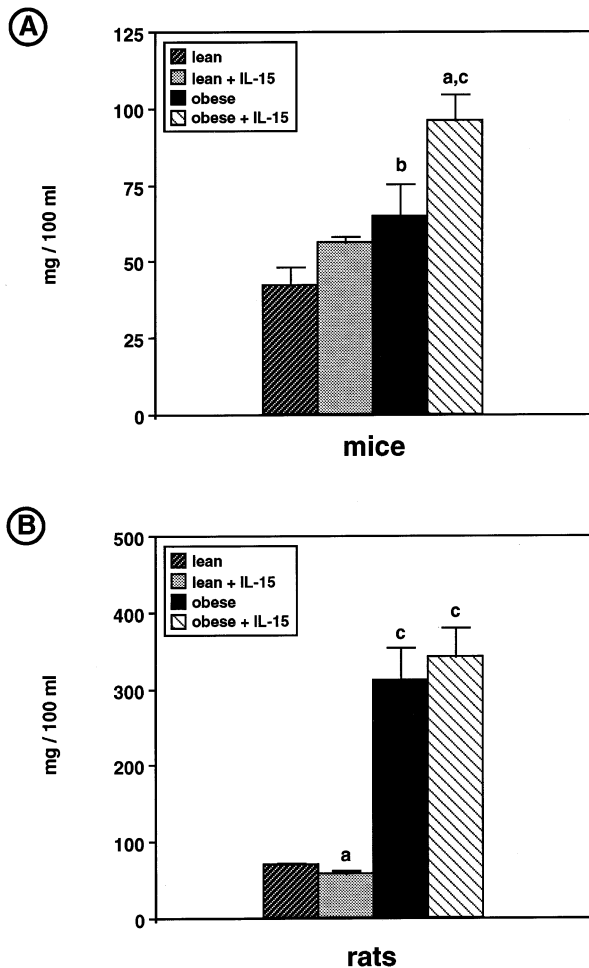 A
125
100
75
50
25
0
mg / 100 ml
lean
lean + IL-15
obese
obese + IL-15
b
a,c
mice
B
500
400
300
200
100
0
mg / 100 ml
lean
lean + IL-15
obese
obese + IL-15
a
c
c
rats